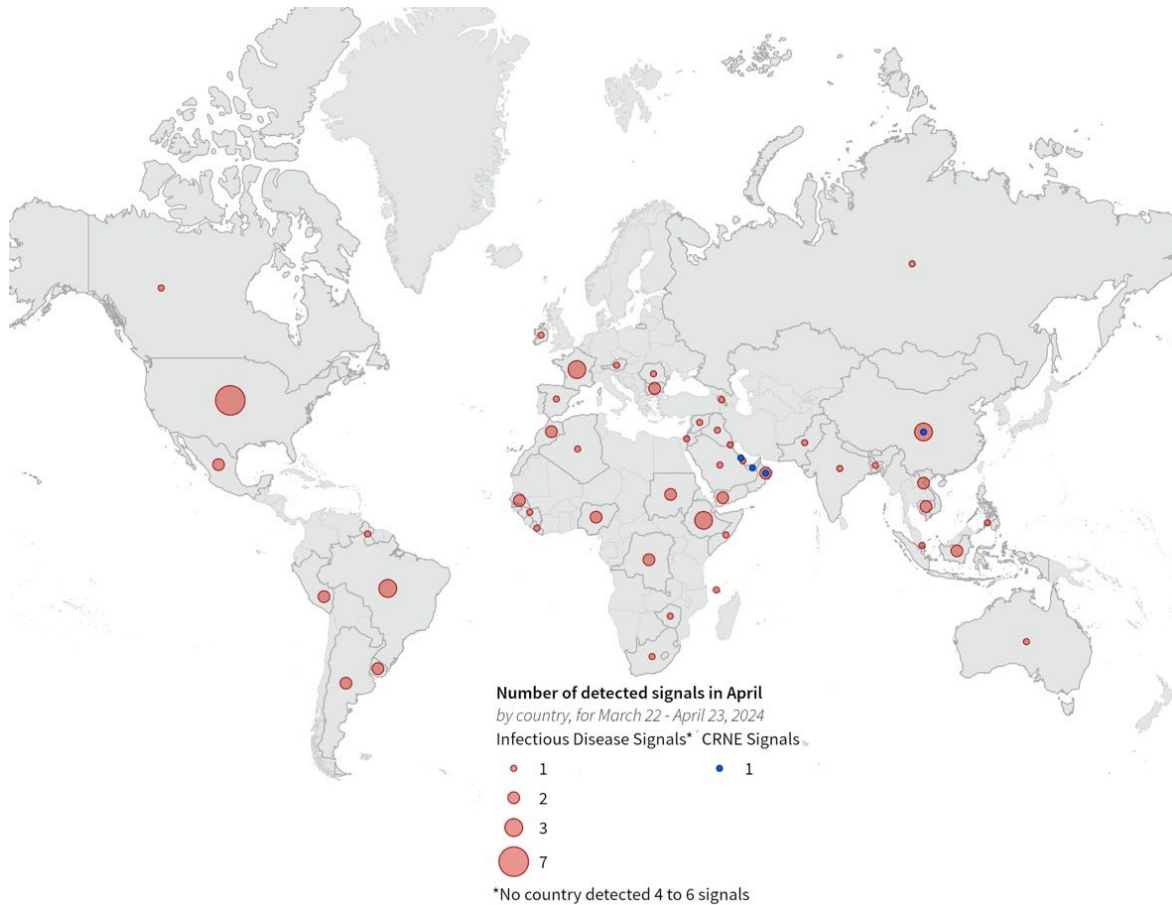 Number of detected signals in April
by country, for March 22 - April 23, 2024
Infectious Disease Signals* CRNE Signals
1 1
2
3
7
*No country detected 4 to 6 signals